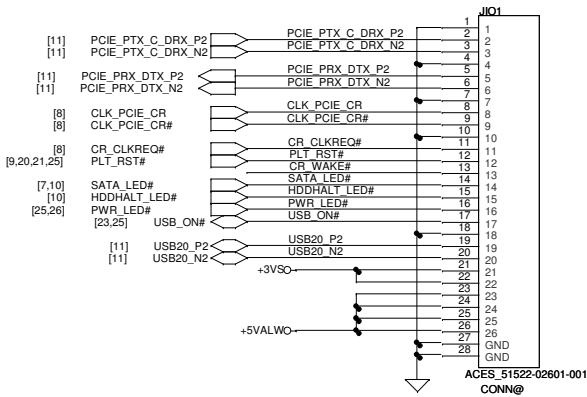 JIO1
1 1
[11] PCIE_PTX_C_DRX_P2 PCIE_PTX_C_DRX_P2 2 2
[11] PCIE_PTX_C_DRX_N2 PCIE_PTX_C_DRX_N2 3 3
4 4
[11] PCIE_PRX_DTX_P2 PCIE_PRX_DTX_P2 5 5
[11] PCIE_PRX_DTX_N2 PCIE_PRX_DTX_N2 6 6
7 7
[8] CLK_PCIE_CR CLK_PCIE_CR 8 8
[8] CLK_PCIE_CR# CLK_PCIE_CR# 9 9
10 10
[8] CR_CLKREQ# CR_CLKREQ# 11 11
[9,20,21,25] PLT_RST# PLT_RST# 12 12
CR_WAKE# 13 13
[7,10] SATA_LED# SATA_LED# 14 14
[10] HDDHALT_LED# HDDHALT_LED# 15 15
[25,26] PWR_LED# PWR_LED# 16 16
[23,25] USB_ON# USB_ON# 17 17
18 18
[11] USB20_P2 USB20_P2 19 19
[11] USB20_N2 USB20_N2 20 20
+3VS 21 21
22 22
23 23
24 24
25 25
+5VALW 26 26
27 GND
28 GND
ACES_51522-02601-001
CONN@